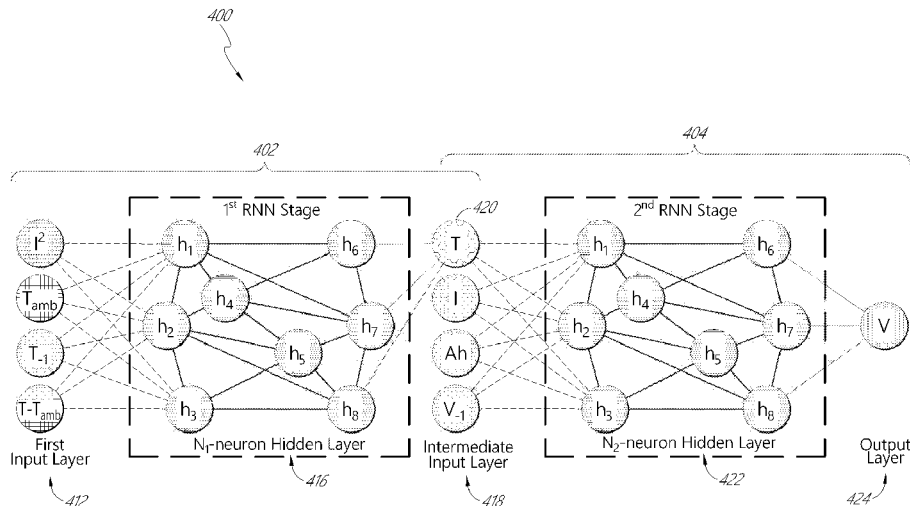 400
402
404
1st RNN Stage
420
2nd RNN Stage
I2
h1
h6
T
h1
h6
Tamb
h4
I
h4
h2
h7
h2
h7
V
T-1
h5
Ah
h5
T-Tamb
h3
h8
V-1
h3
h8
First
Input Layer
N1-neuron Hidden Layer
Intermediate
Input Layer
N2-neuron Hidden Layer
Output
Layer
412
416
418
422
424